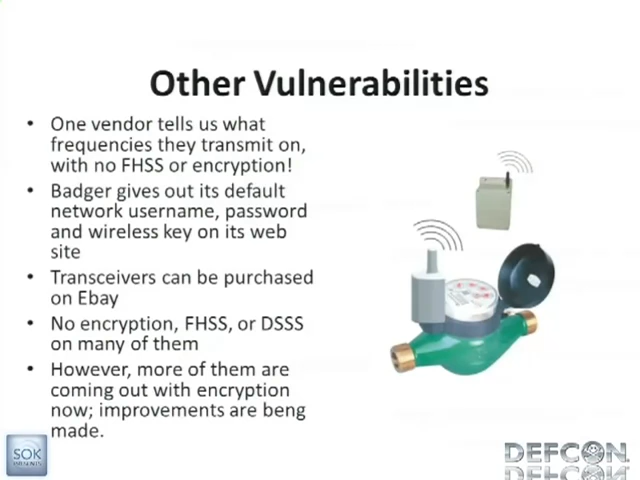 Other Vulnerabilities
• One vendor tells us what
frequencies they transmit on,
with no FHSS or encryption!
• Badger gives out its default
network username, password
and wireless key on its web
site
• Transceivers can be purchased
on Ebay
• No encryption, FHSS, or DSSS
on many of them
• However, more of them are
coming out with encryption
now; improvements are beng
made.
SOK
DEFCON